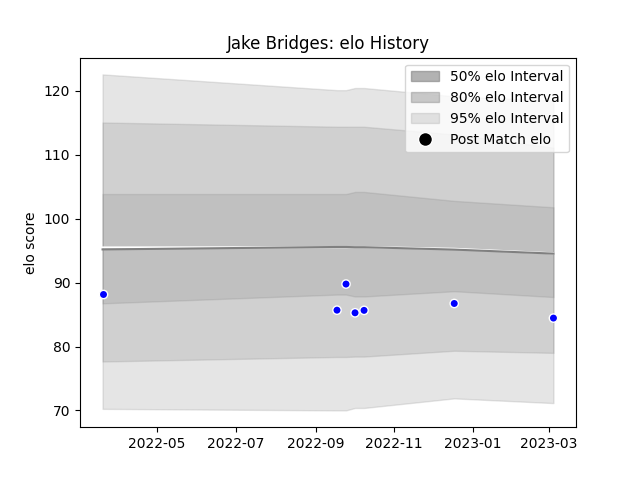 Jake Bridges: elo History
50% elo Interval
80% elo Interval
95% elo Interval
Post Match elo
elo score
120
110
100
90
80
70
2022-05
2022-07
2022-09
2022-11
2023-01
2023-03